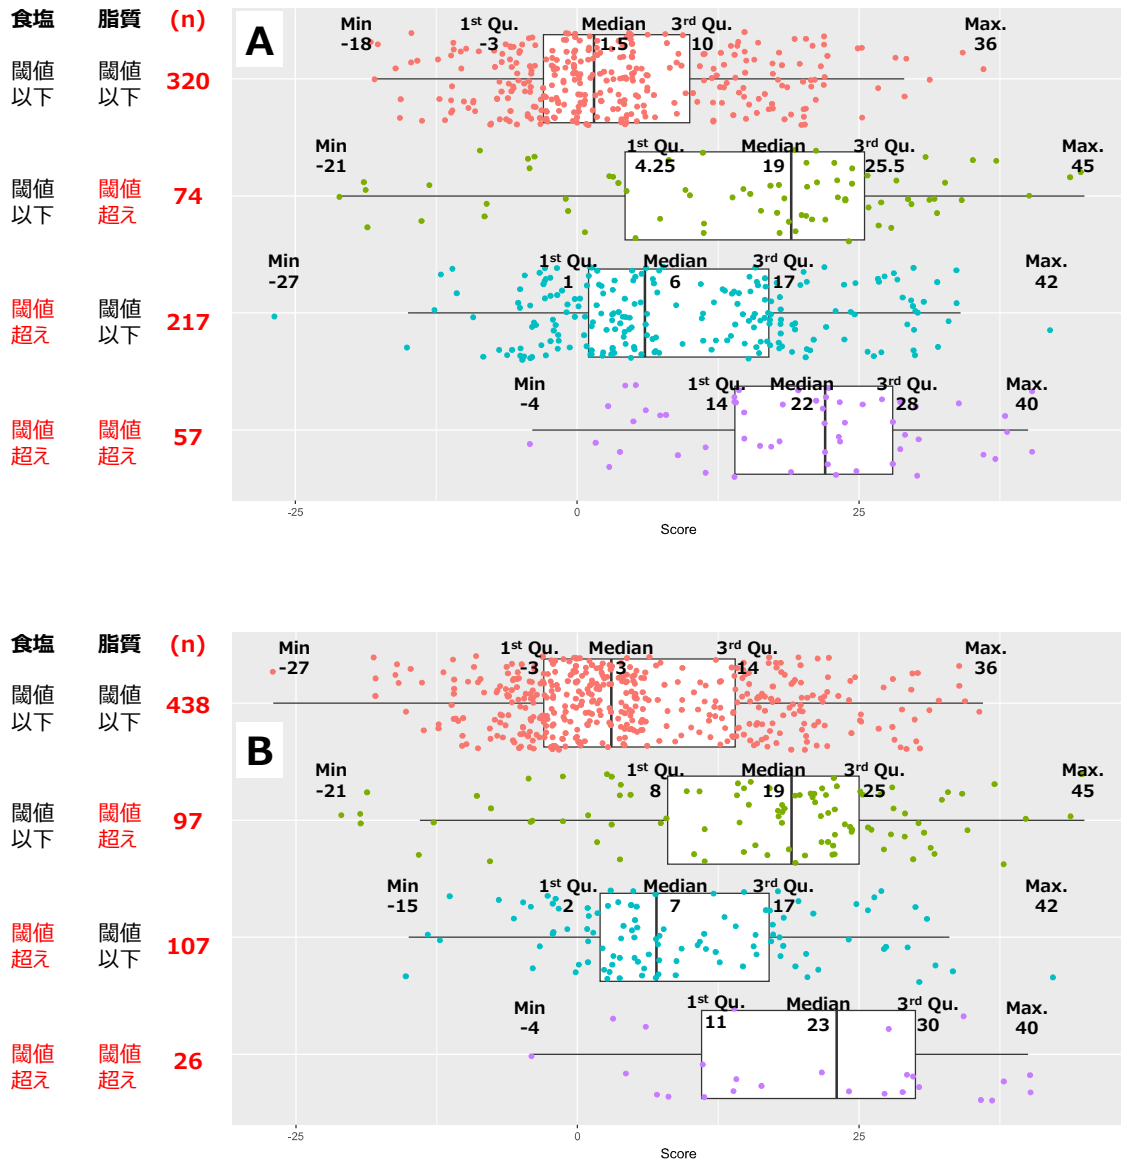 食塩 脂質 (n)
A
Min 1st Qu. Median 3rd Qu. Max.
-18 -3 1.5 10 36
閾値 閾値
以下 以下
320
Min 1st Qu. Median 3rd Qu. Max.
-21 4.25 19 25.5 45
閾値 閾値
以下 超え
74
Min 1st Qu. Median 3rd Qu. Max.
-27 1 6 17 42
閾値 閾値
超え 以下
217
Min 1st Qu. Median 3rd Qu. Max.
-4 14 22 28 40
閾値 閾値
超え 超え
57
-25 0 25
Score
食塩 脂質 (n)
Min 1st Qu. Median 3rd Qu. Max.
-27 -3 3 14 36
閾値 閾値
以下 以下
438
B
Min 1st Qu. Median 3rd Qu. Max.
-21 8 19 25 45
閾値 閾値
以下 超え
97
Min 1st Qu. Median 3rd Qu. Max.
-15 2 7 17 42
閾値 閾値
超え 以下
107
Min 1st Qu. Median 3rd Qu. Max.
-4 11 23 30 40
閾値 閾値
超え 超え
26
-25 0 25
Score